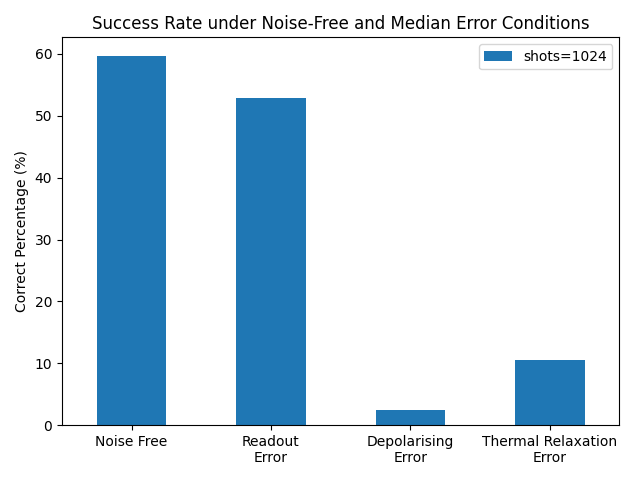 Success Rate under Noise-Free and Median Error Conditions
shots=1024
Correct Percentage (%)
60
50
40
30
20
10
0
Noise Free
Readout
Error
Depolarising
Error
Thermal Relaxation
Error